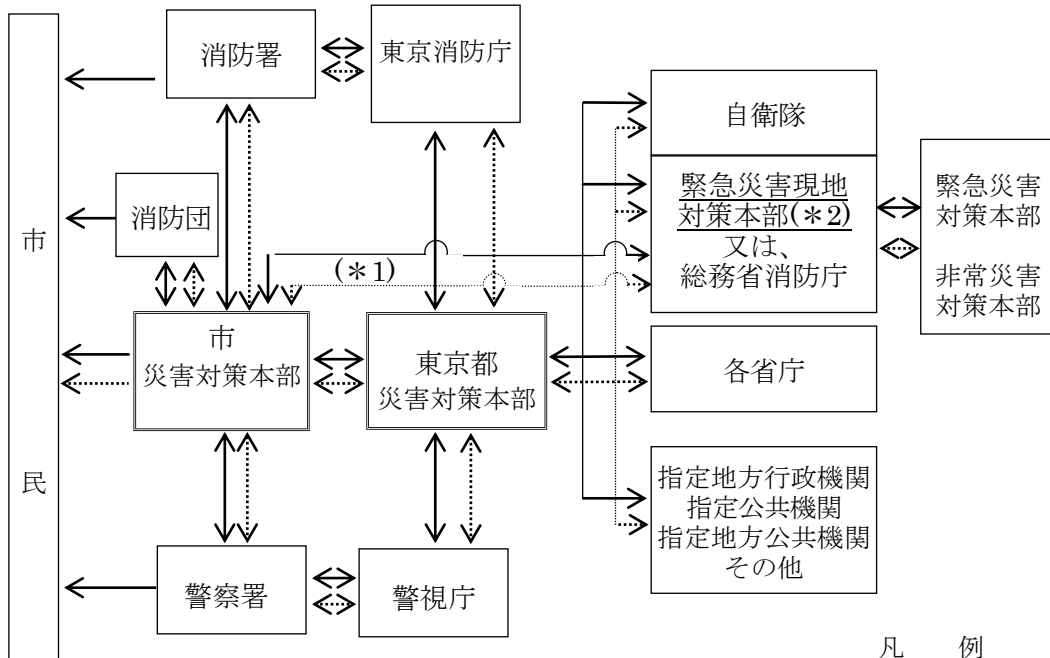 市
民
消防署
東京消防庁
消防団
自衛隊
緊急災害現地
対策本部(*2)
又は、
総務省消防庁
緊急災害
対策本部
非常災害
対策本部
(*1)
市
災害対策本部
東京都
災害対策本部
各省庁
指定地方行政機関
指定公共機関
指定地方公共機関
その他
警察署
警視庁
凡 例